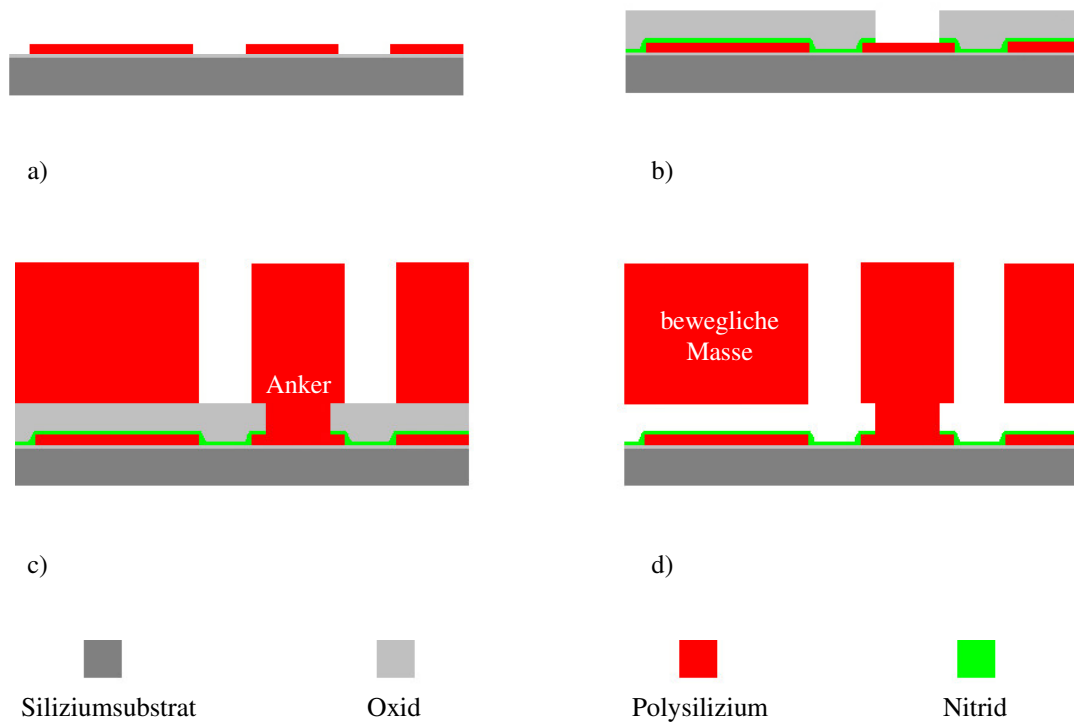 a)
b)
Anker
bewegliche
Masse
c)
d)
Siliziumsubstrat
Oxid
Polysilizium
Nitrid